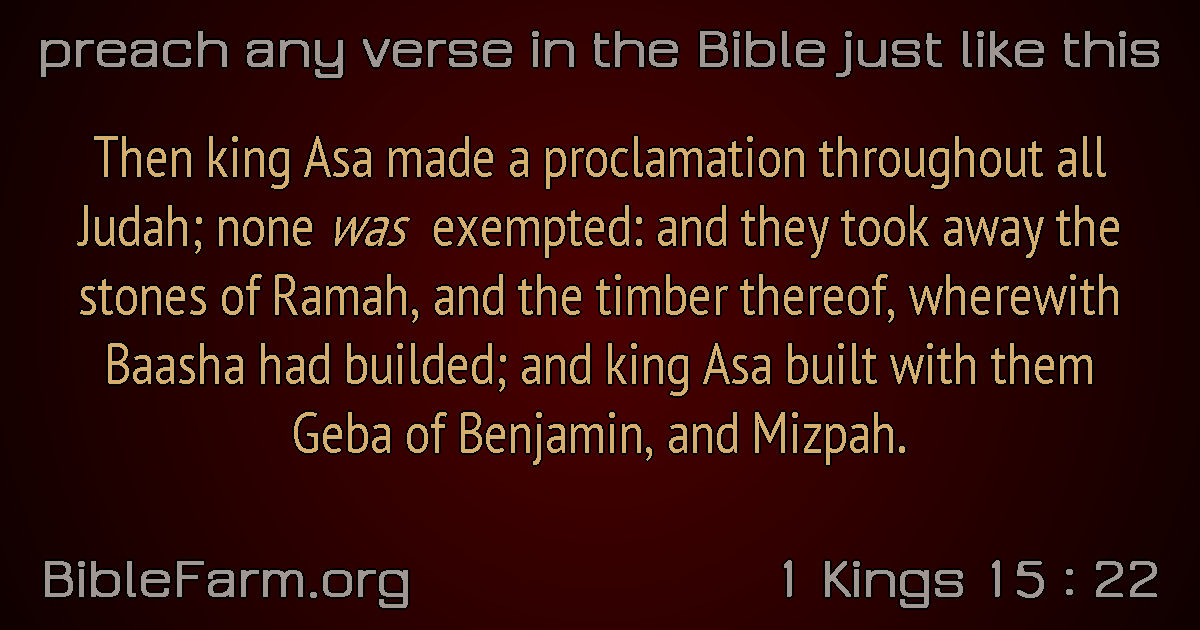 preach any verse in the Bible just like this
Then king Asa made a proclamation throughout all
Judah; none was exempted: and they took away the
stones of Ramah, and the timber thereof, wherewith
Baasha had builded; and king Asa built with them
Geba of Benjamin, and Mizpah.
BibleFarm.org
1 Kings 15 : 22